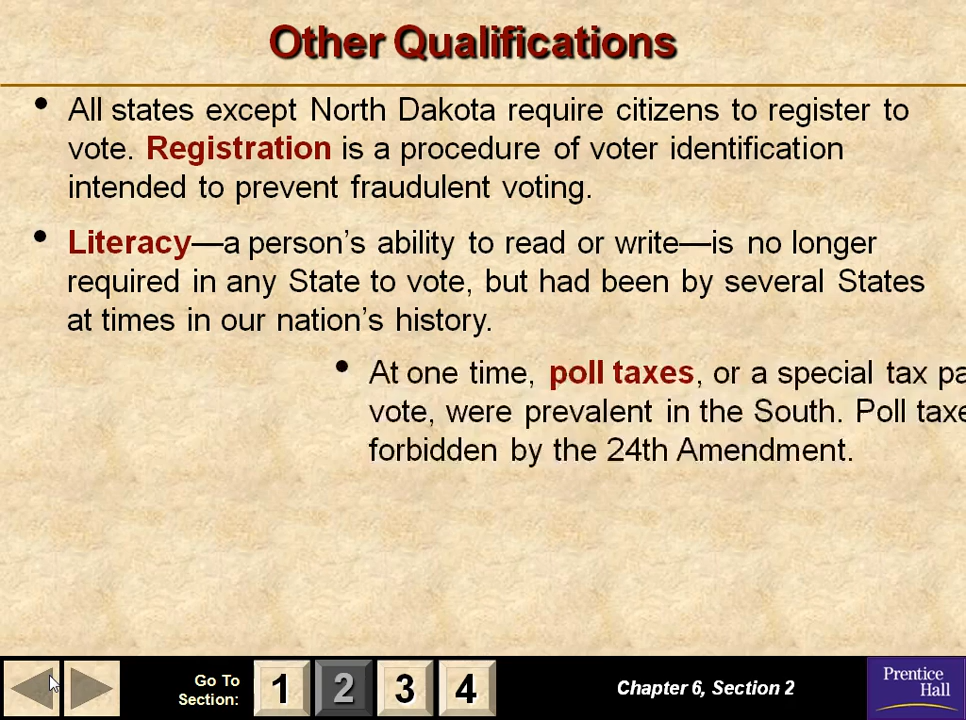 Other Qualifications
• All states except North Dakota require citizens to register to
vote. Registration is a procedure of voter identification
intended to prevent fraudulent voting.
• Literacy—a person's ability to read or write—is no longer
required in any State to vote, but had been by several States
at times in our nation's history.
• At one time, poll taxes, or a special tax
vote, were prevalent in the South. Poll
forbidden by the 24th Amendment.
Go To
Section:
1 2 3 4
Chapter 6, Section 2
Prentice
Hall